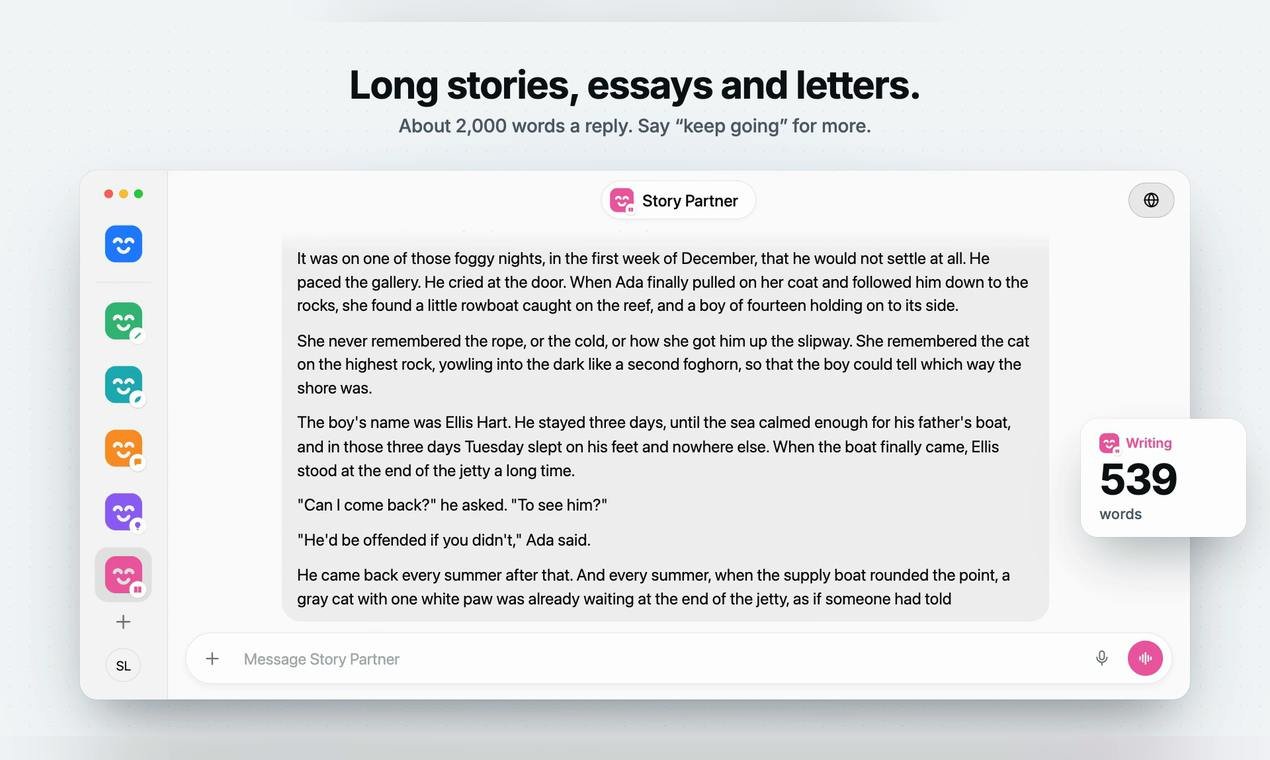 Long stories, essays and letters.
About 2,000 words a reply. Say “keep going” for more.
Story Partner
It was on one of those foggy nights, in the first week of December, that he would not settle at all. He
paced the gallery. He cried at the door. When Ada finally pulled on her coat and followed him down to the
rocks, she found a little rowboat caught on the reef, and a boy of fourteen holding on to its side.
She never remembered the rope, or the cold, or how she got him up the slipway. She remembered the cat
on the highest rock, yowling into the dark like a second foghorn, so that the boy could tell which way the
shore was.
The boy's name was Ellis Hart. He stayed three days, until the sea calmed enough for his father's boat,
and in those three days Tuesday slept on his feet and nowhere else. When the boat finally came, Ellis
stood at the end of the jetty a long time.
"Can I come back?" he asked. "To see him?"
"He'd be offended if you didn't," Ada said.
He came back every summer after that. And every summer, when the supply boat rounded the point, a
gray cat with one white paw was already waiting at the end of the jetty, as if someone had told
Writing
539
words
SL
Message Story Partner